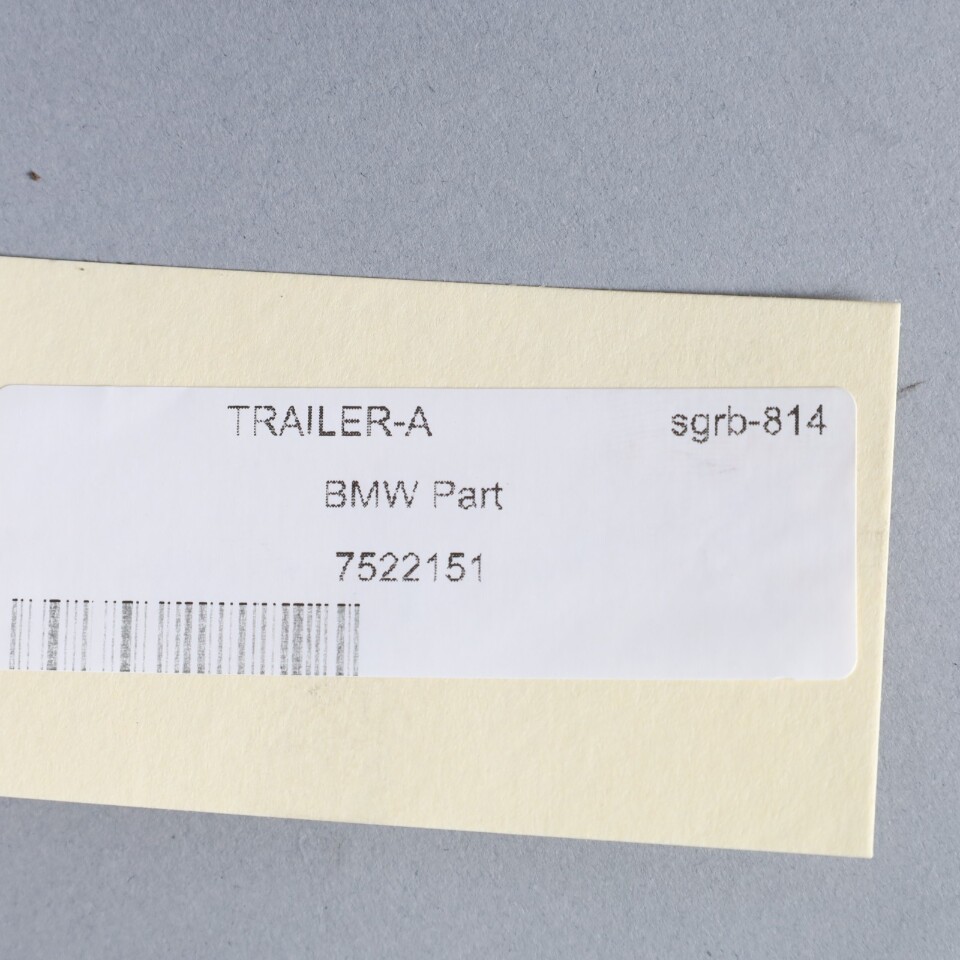 TRAILER-A sgrb-814
BMW Part
7522151